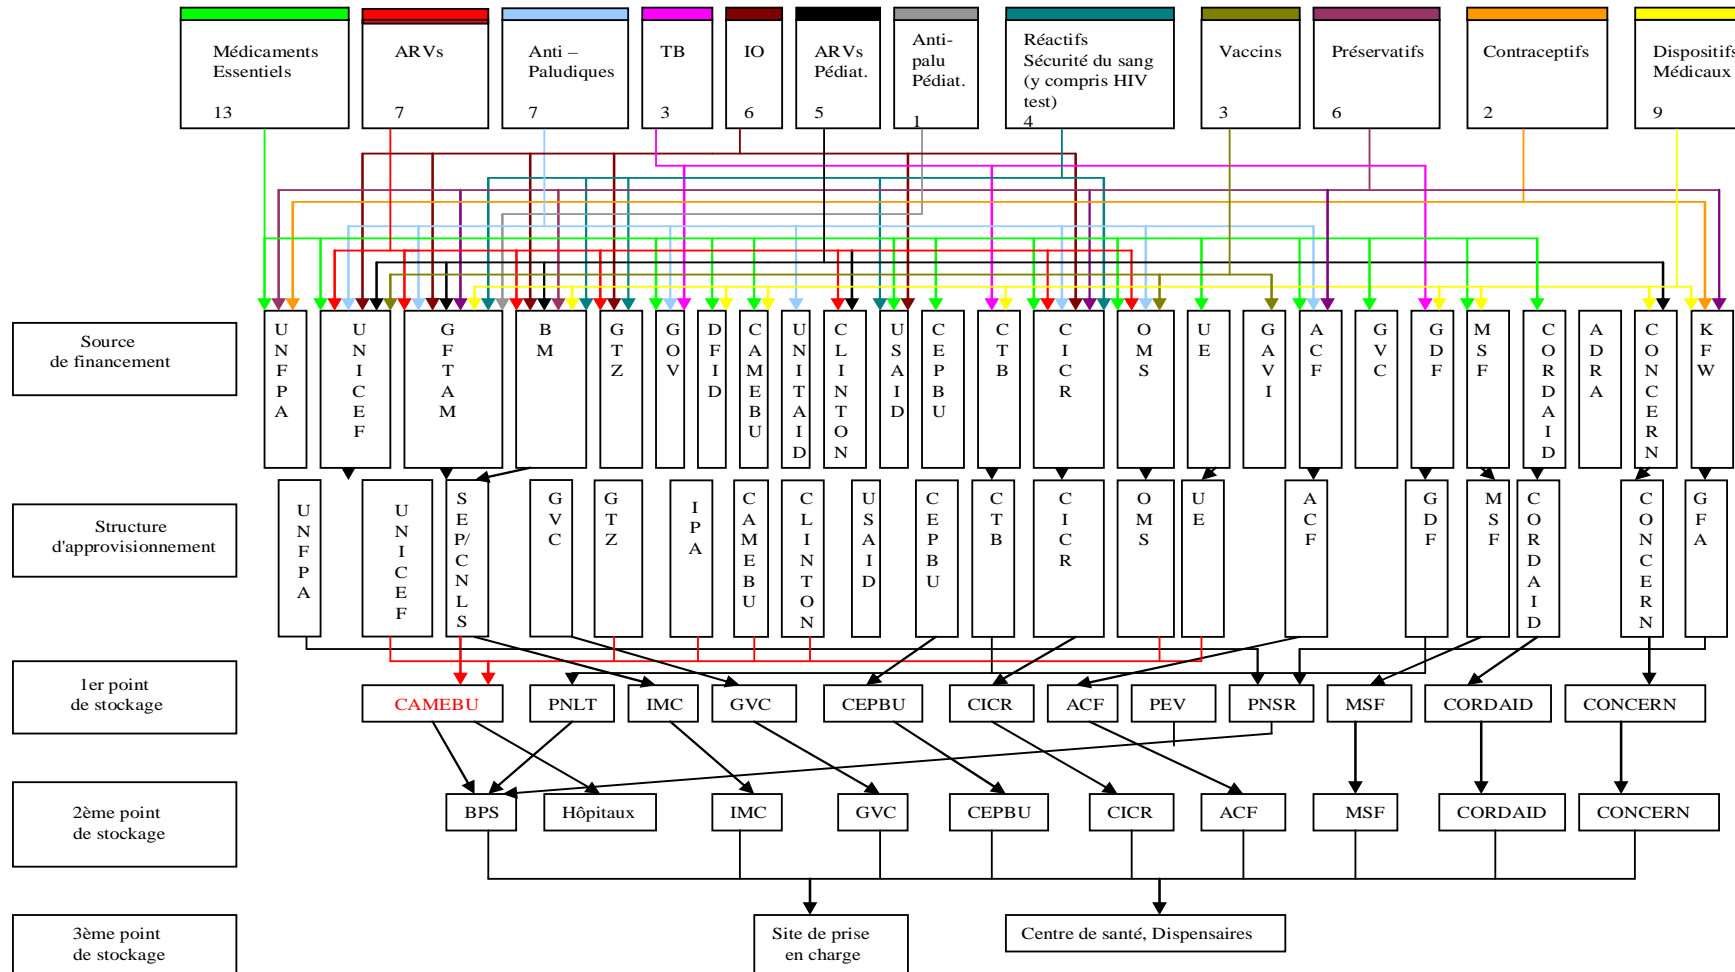 Médicaments
Essentiels
13
ARVs
7
Anti –
Paludiques
7
TB
3
IO
6
ARVs
Pédiat.
5
Anti-
palu
Pédiat.
1
Réactifs
Sécurité du sang
(y compris HIV
test)
4
Vaccins
3
Préservatifs
6
Contraceptifs
2
Dispositifs
Médicaux
9
Source
de financement
UNFPA
UNICEF
GFTAM
BM
GTZ
GOV
DFID
CAMEBU
UNITAID
CLINTON
USAID
CEPBU
CTB
CICR
OMS
UE
GAVI
ACF
GVC
GDF
MSF
CORDAID
ADRA
CONCERN
KFW
Structure
d'approvisionnement
UNFPA
UNICEF
SEP/CNLS
GVC
GTZ
IPA
CAMEBU
CLINTON
USAID
CEPBU
CTB
CICR
OMS
UE
ACF
GDF
MSF
CORDAID
CONCERN
GFA
1er point
de stockage
CAMEBU
PNLT
IMC
GVC
CEPBU
CICR
ACF
PEV
PNSR
MSF
CORDAID
CONCERN
2ème point
de stockage
BPS
Hôpitaux
IMC
GVC
CEPBU
CICR
ACF
MSF
CORDAID
CONCERN
3ème point
de stockage
Site de prise
en charge
Centre de santé, Dispensaires